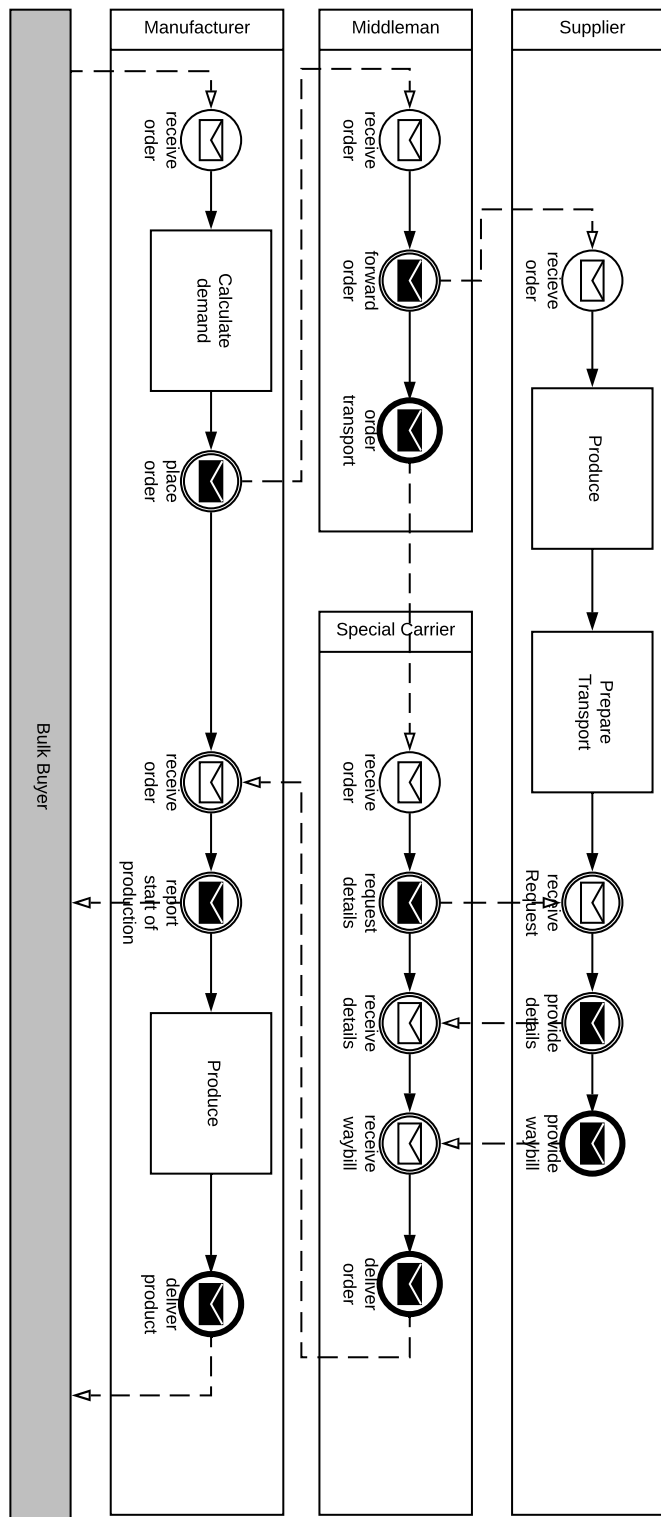 Manufacturer
Middleman
Supplier
Bulk Buyer
receive
order
Calculate
demand
place
order
receive
order
report
start of
production
Produce
deliver
product
receive
order
forward
order
order
transport
Special Carrier
receive
order
request
details
receive
details
receive
waybill
deliver
order
recieve
order
Produce
Prepare
Transport
receive
Request
provide
details
provide
waybill